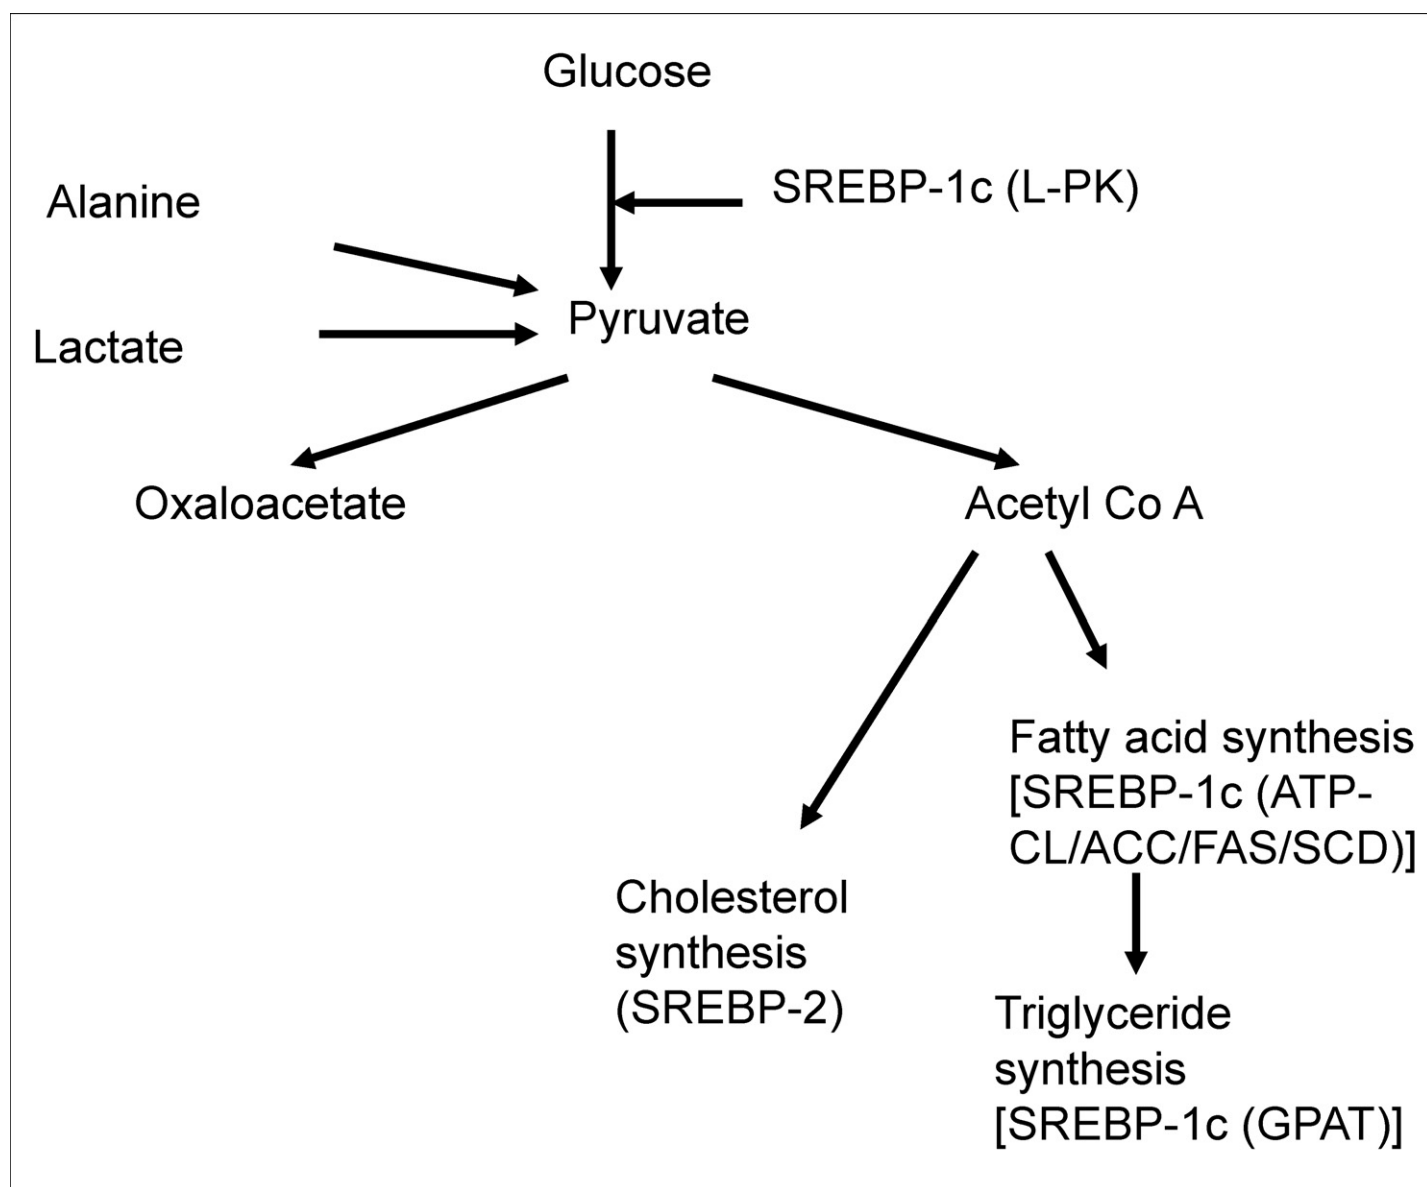 Glucose
SREBP-1c (L-PK)
Alanine
Pyruvate
Lactate
Oxaloacetate
Acetyl Co A
Fatty acid synthesis
[SREBP-1c (ATP-
CL/ACC/FAS/SCD)]
Cholesterol
synthesis
(SREBP-2)
Triglyceride
synthesis
[SREBP-1c (GPAT)]